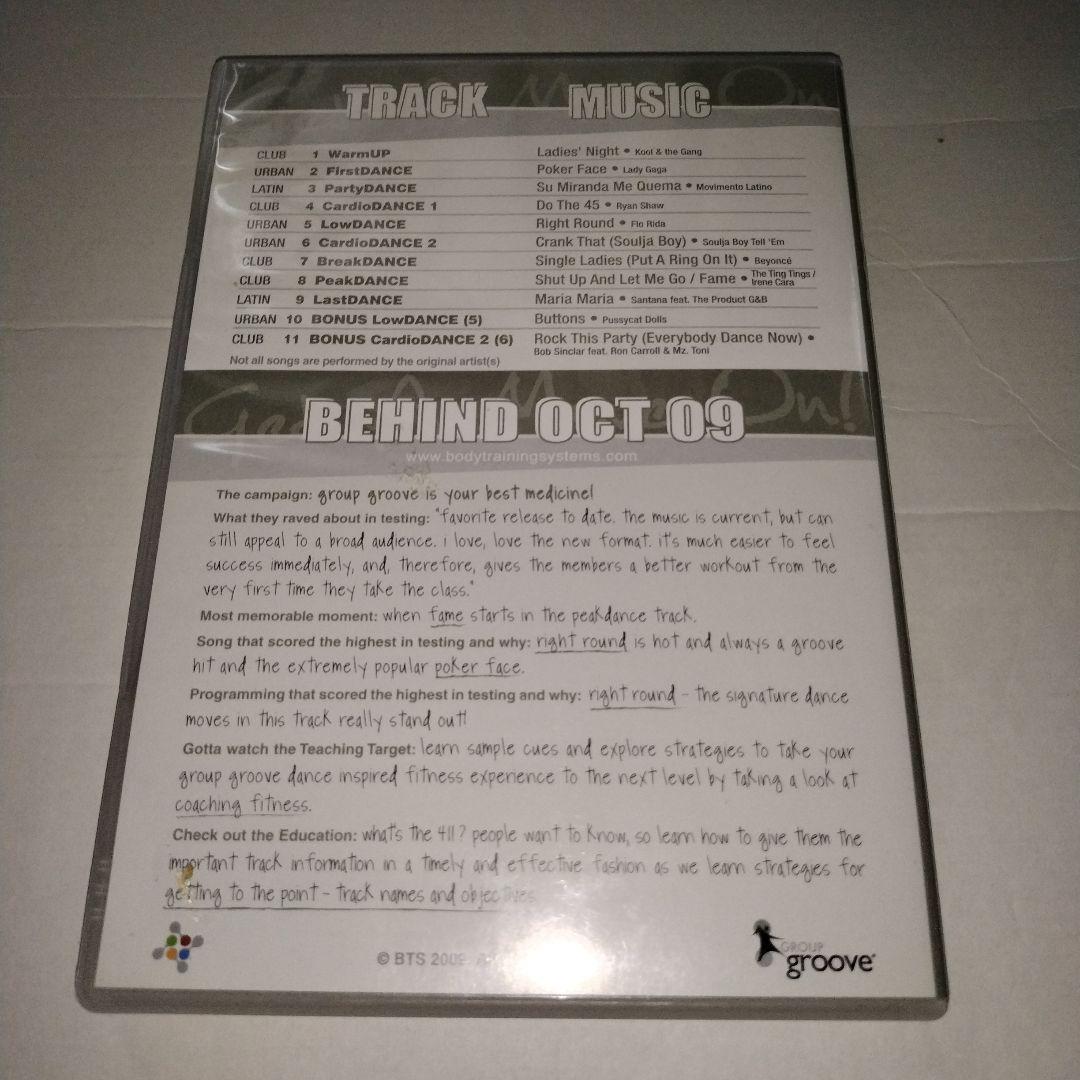 TRACK MUSIC
CLUB 1 WarmUP Ladies' Night • Kool & the Gang
URBAN 2 FirstDANCE Poker Face • Lady Gaga
LATIN 3 PartyDANCE Su Miranda Me Quema • Movimento Latino
CLUB 4 CardioDANCE 1 Do The 45 • Ryan Shaw
URBAN 5 LowDANCE Right Round • Flo Rida
URBAN 6 CardioDANCE 2 Crank That (Soulja Boy) • Soulja Boy Tell 'Em
CLUB 7 BreakDANCE Single Ladies (Put A Ring On It) • Beyoncé
CLUB 8 PeakDANCE Shut Up And Let Me Go / Fame • The Ting Tings / Irene Cara
LATIN 9 LastDANCE Maria Maria • Santana feat. The Product G&B
URBAN 10 BONUS LowDANCE (5) Buttons • Pussycat Dolls
CLUB 11 BONUS CardioDANCE 2 (6) Rock This Party (Everybody Dance Now) •
Bob Sinclar feat. Ron Carroll & Mz. Toni
Not all songs are performed by the original artist(s)
BEHIND OCT 09
www.bodytrainingsystems.com
The campaign: group groove is your best medicine!
What they raved about in testing: "favorite release to date. the music is current, but can
still appeal to a broad audience. i love, love the new format. it's much easier to feel
success immediately, and, therefore, gives the members a better workout from the
very first time they take the class."
Most memorable moment: when fame starts in the peakdance track.
Song that scored the highest in testing and why: right round is hot and always a groove
hit and the extremely popular poker face.
Programming that scored the highest in testing and why: right round - the signature dance
moves in this track really stand out!
Gotta watch the Teaching Target: learn sample cues and explore strategies to take your
group groove dance inspired fitness experience to the next level by taking a look at
coaching fitness.
Check out the Education: what's the 411? people want to know, so learn how to give them the
important track information in a timely and effective fashion as we learn strategies for
getting to the point - track names and objectives
© BTS 2009.
GROUP
groove